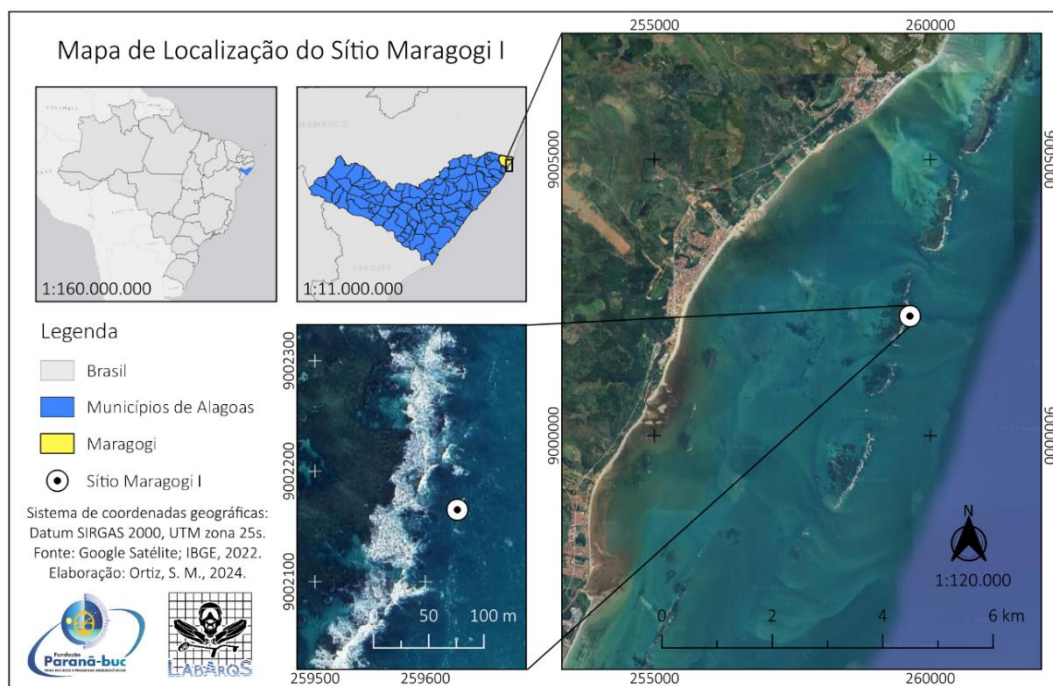 Mapa de Localização do Sítio Maragogi I
1:160.000.000
SERGIPE
1:11.000.000
Legenda
Brasil
Municípios de Alagoas
Maragogi
Sítio Maragogi I
Sistema de coordenadas geográficas:
Datum SIRGAS 2000, UTM zona 25s.
Fonte: Google Satélite; IBGE, 2022.
Elaboração: Ortiz, S. M., 2024.
Fundação
Paranã-buc
LABARQS
9002300
9002200
9002100
50 100 m
259500 259600
255000 260000
9005000 9005000
9000000 9000000
N
1:120.000
0 2 4 6 km
255000 260000